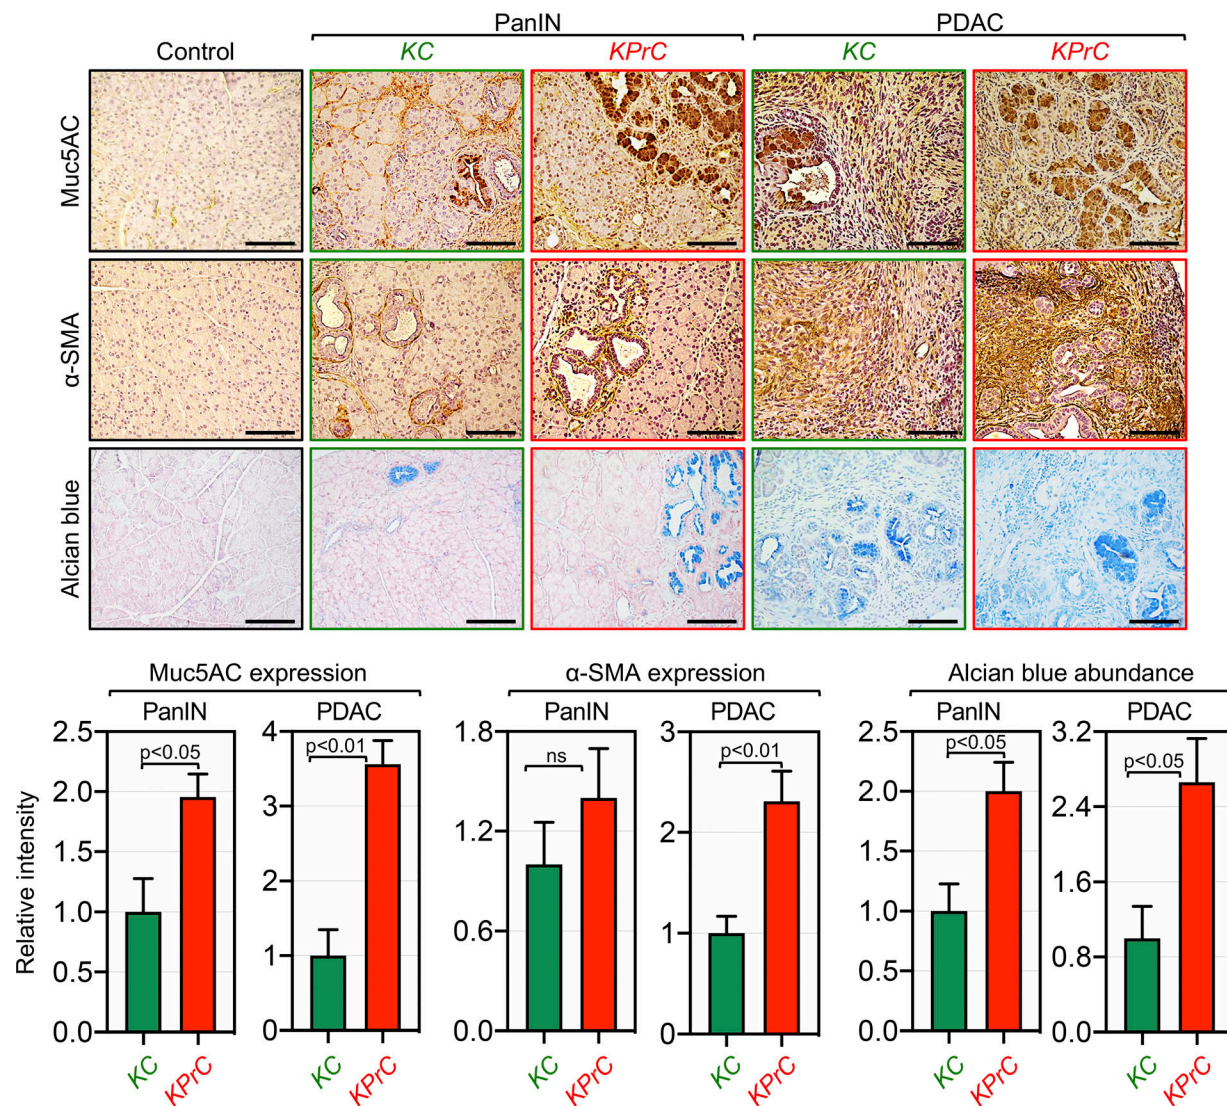 PanIN PDAC
Control KC KPrC KC KPrC
Muc5AC
α-SMA
Alcian blue
Muc5AC expression α-SMA expression Alcian blue abundance
PanIN PDAC PanIN PDAC PanIN PDAC
Relative intensity
2.5
2.0
1.5
1.0
0.5
0.0
p<0.05
KC KPrC
4
3
2
1
0
p<0.01
KC KPrC
1.8
1.2
0.6
0.0
ns
KC KPrC
3
2
1
0
p<0.01
KC KPrC
2.5
2.0
1.5
1.0
0.5
0.0
p<0.05
KC KPrC
3.2
2.6
1.6
0.8
0.0
p<0.05
KC KPrC